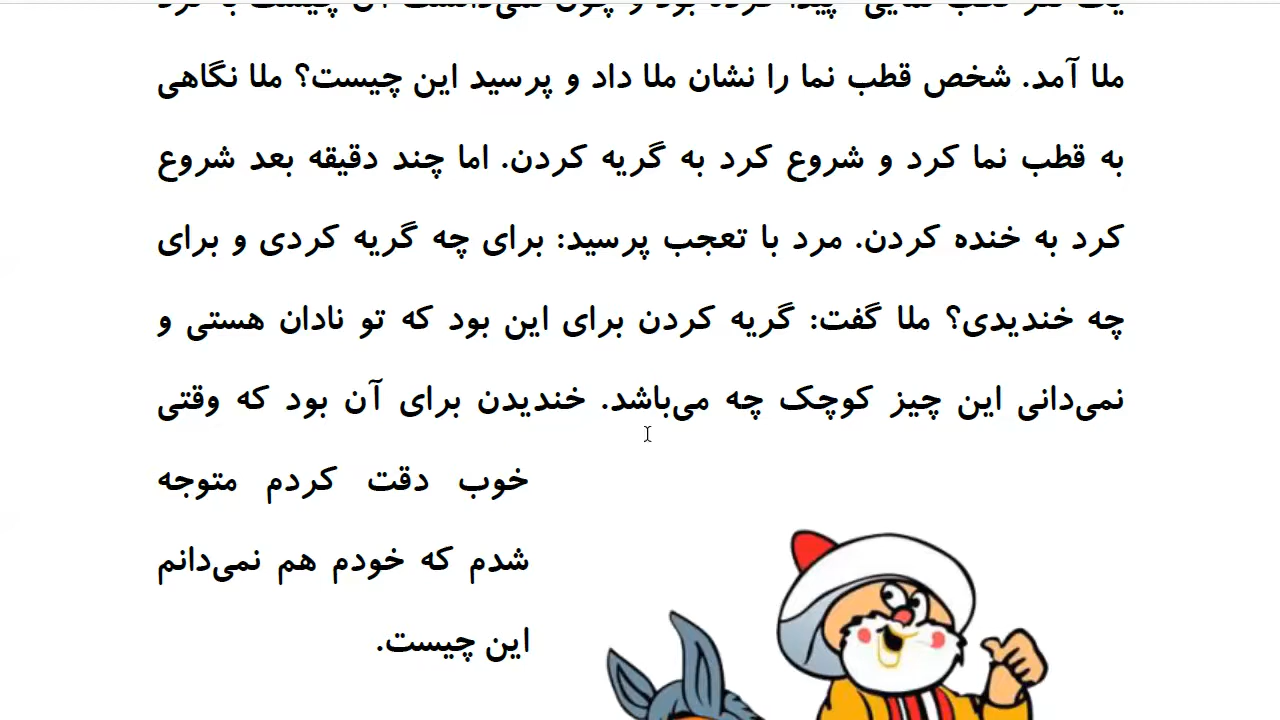 ملا آمد. شخص قطب نما را نشان ملا داد و پرسید این چیست؟ ملا نگاهی
به قطب نما کرد و شروع کرد به گریه کردن. اما چند دقیقه بعد شروع
کرد به خنده کردن. مرد با تعجب پرسید: برای چه گریه کردی و برای
چه خندیدی؟ ملا گفت: گریه کردن برای این بود که تو نادان هستی و
نمی‌دانی این چیز کوچک چه می‌باشد. خندیدن برای آن بود که وقتی
خوب دقت کردم متوجه
شدم که خودم هم نمی‌دانم
این چیست.